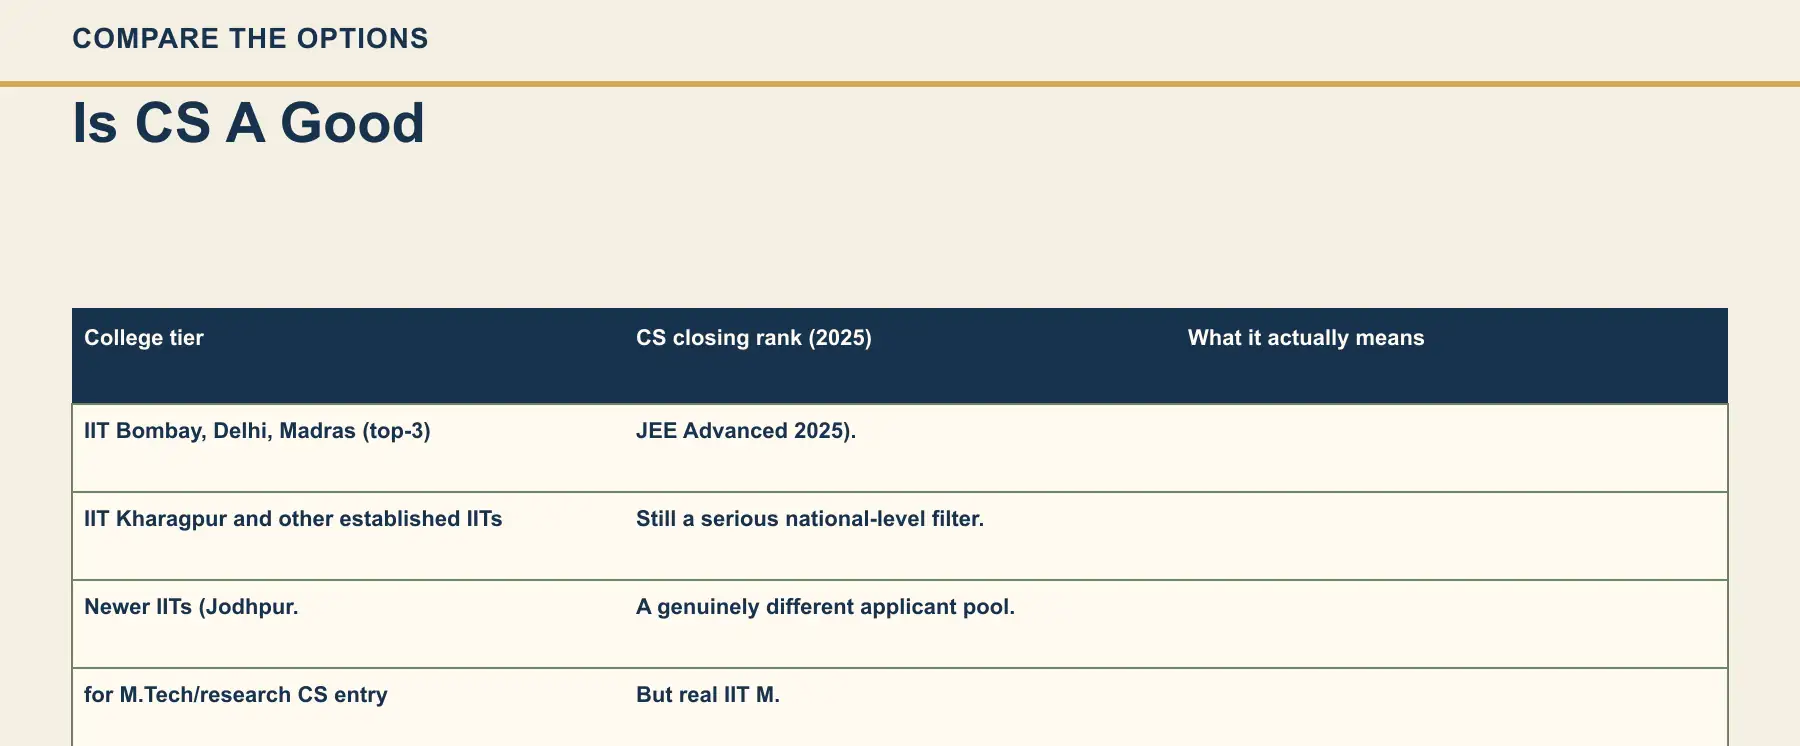 COMPARE THE OPTIONS
Is CS A Good
College tier CS closing rank (2025) What it actually means
IIT Bombay, Delhi, Madras (top-3) JEE Advanced 2025).
IIT Kharagpur and other established IITs Still a serious national-level filter.
Newer IITs (Jodhpur. A genuinely different applicant pool.
for M.Tech/research CS entry But real IIT M.